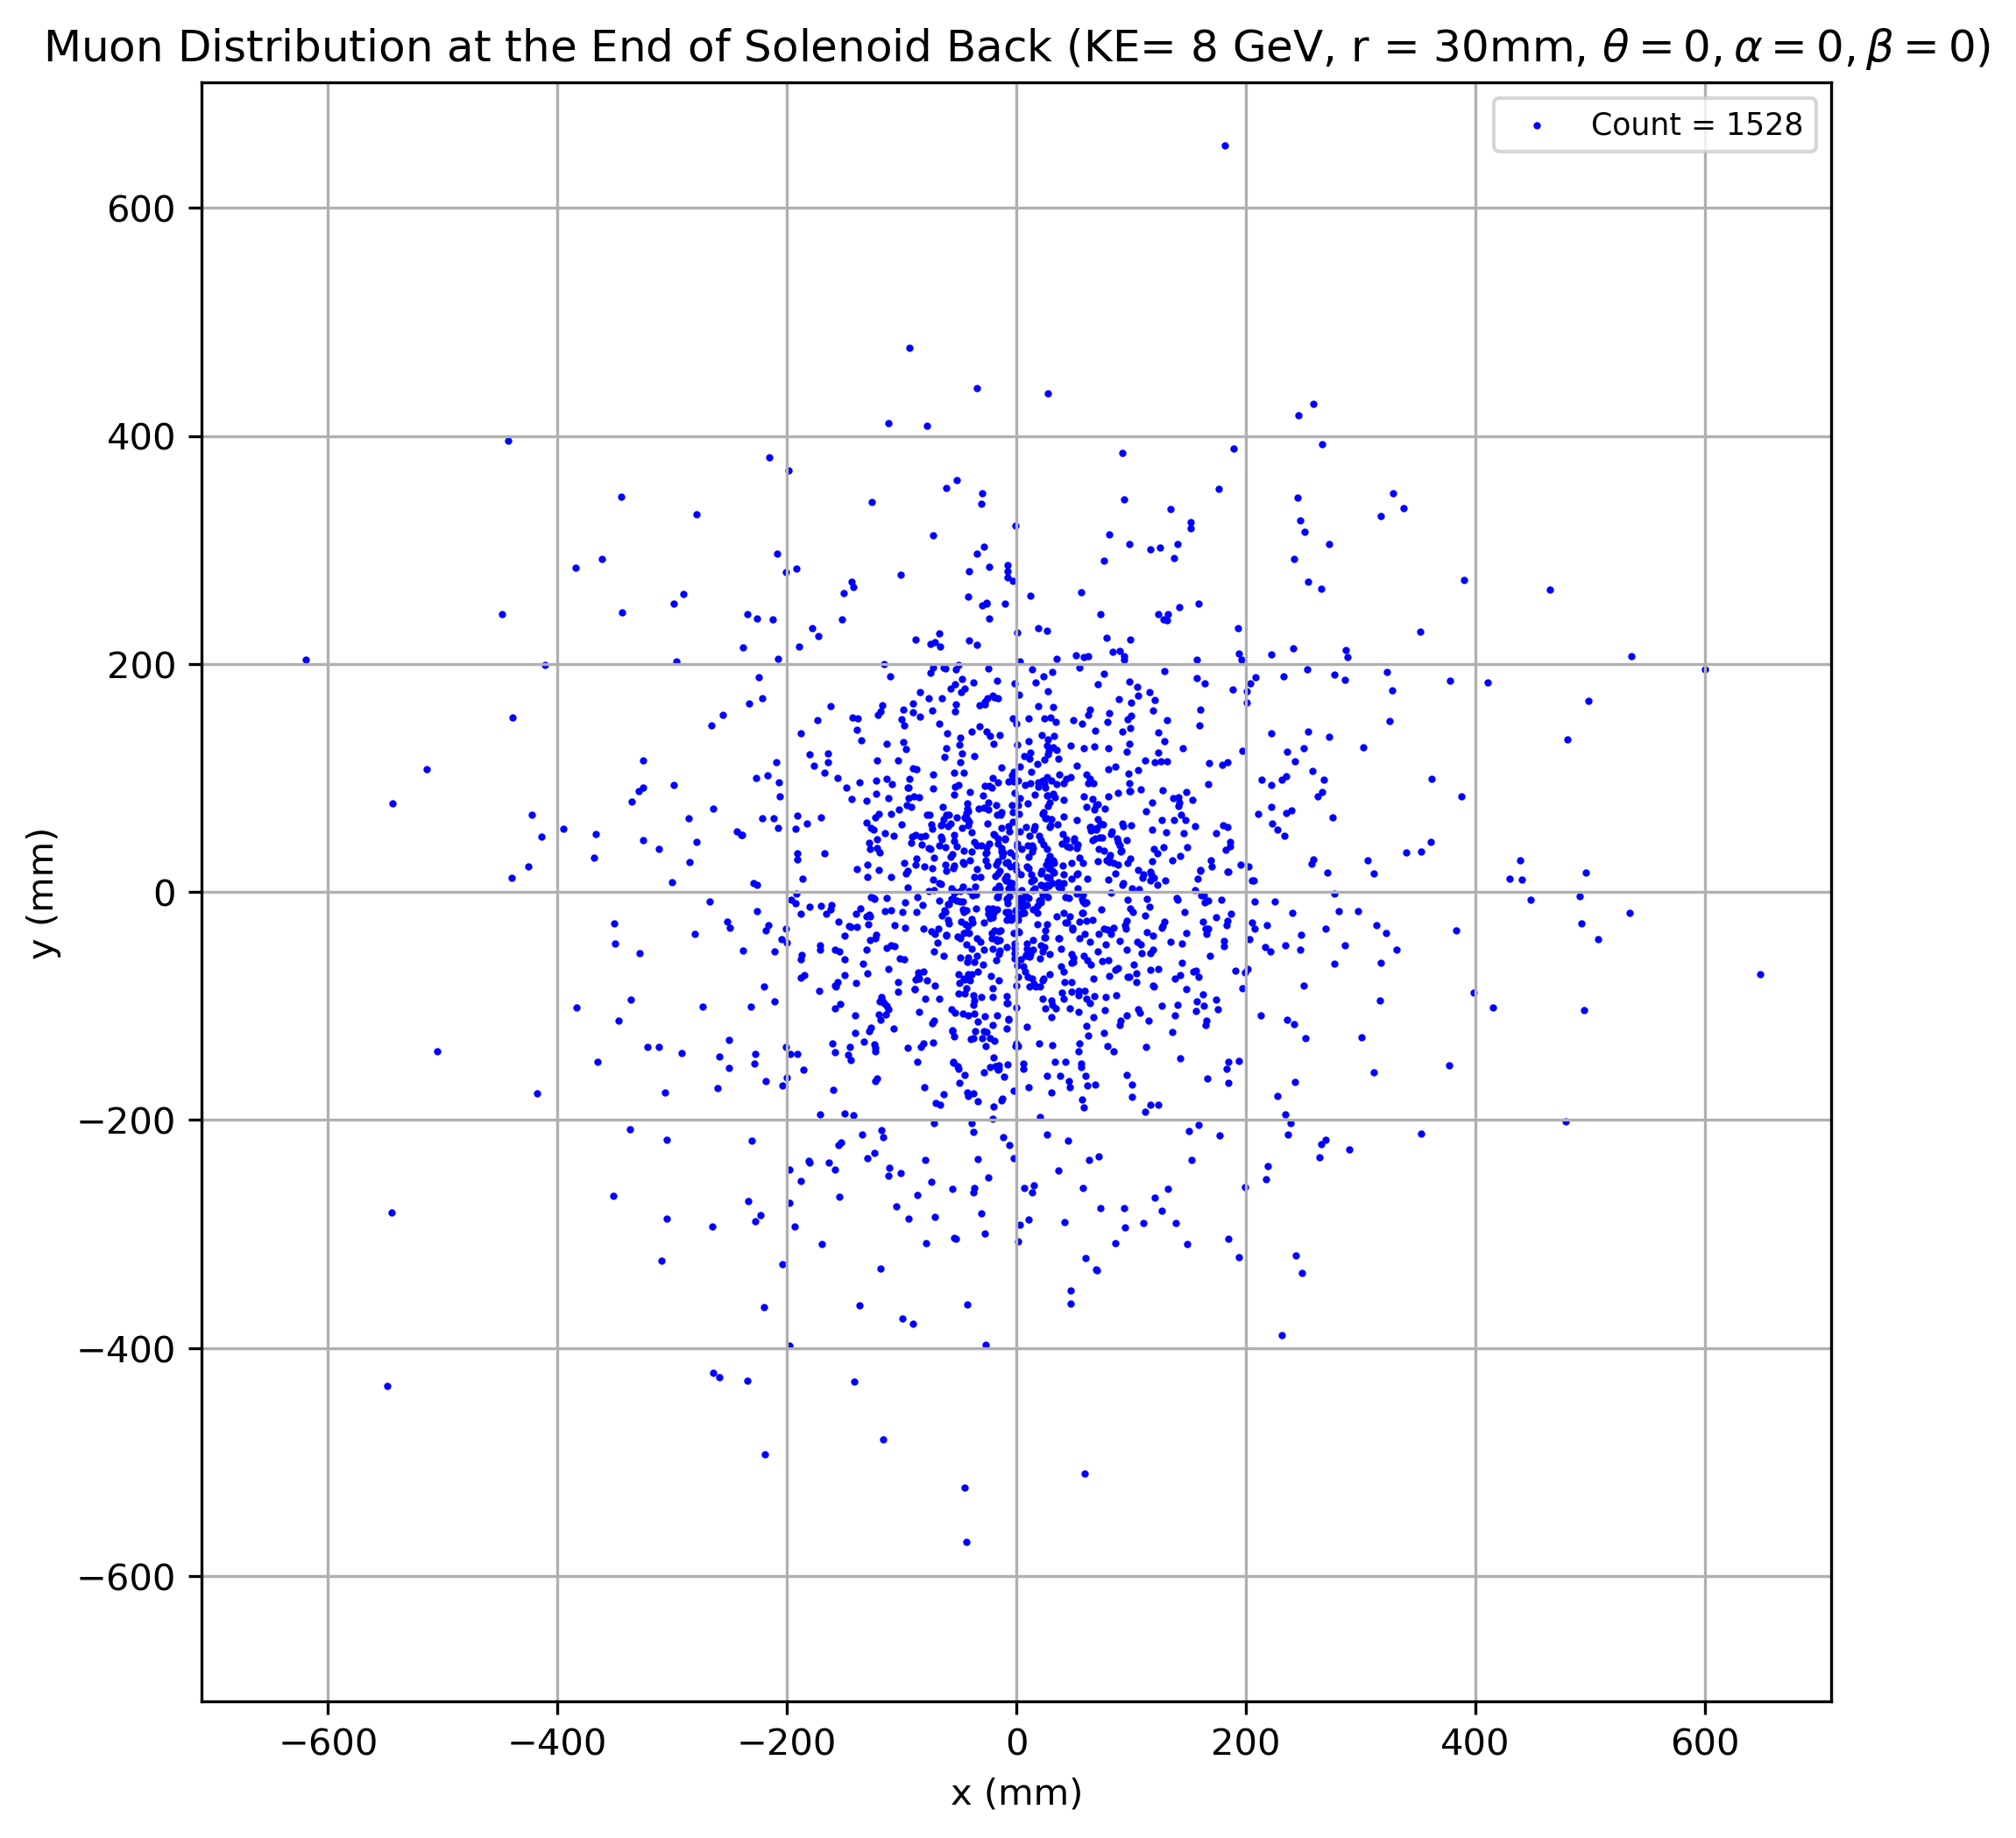 Muon Distribution at the End of Solenoid Back (KE= 8 GeV, r = 30mm, θ = 0, α = 0, β = 0)
Count = 1528
600
400
200
0
−200
−400
−600
y (mm)
−600 −400 −200 0 200 400 600
x (mm)